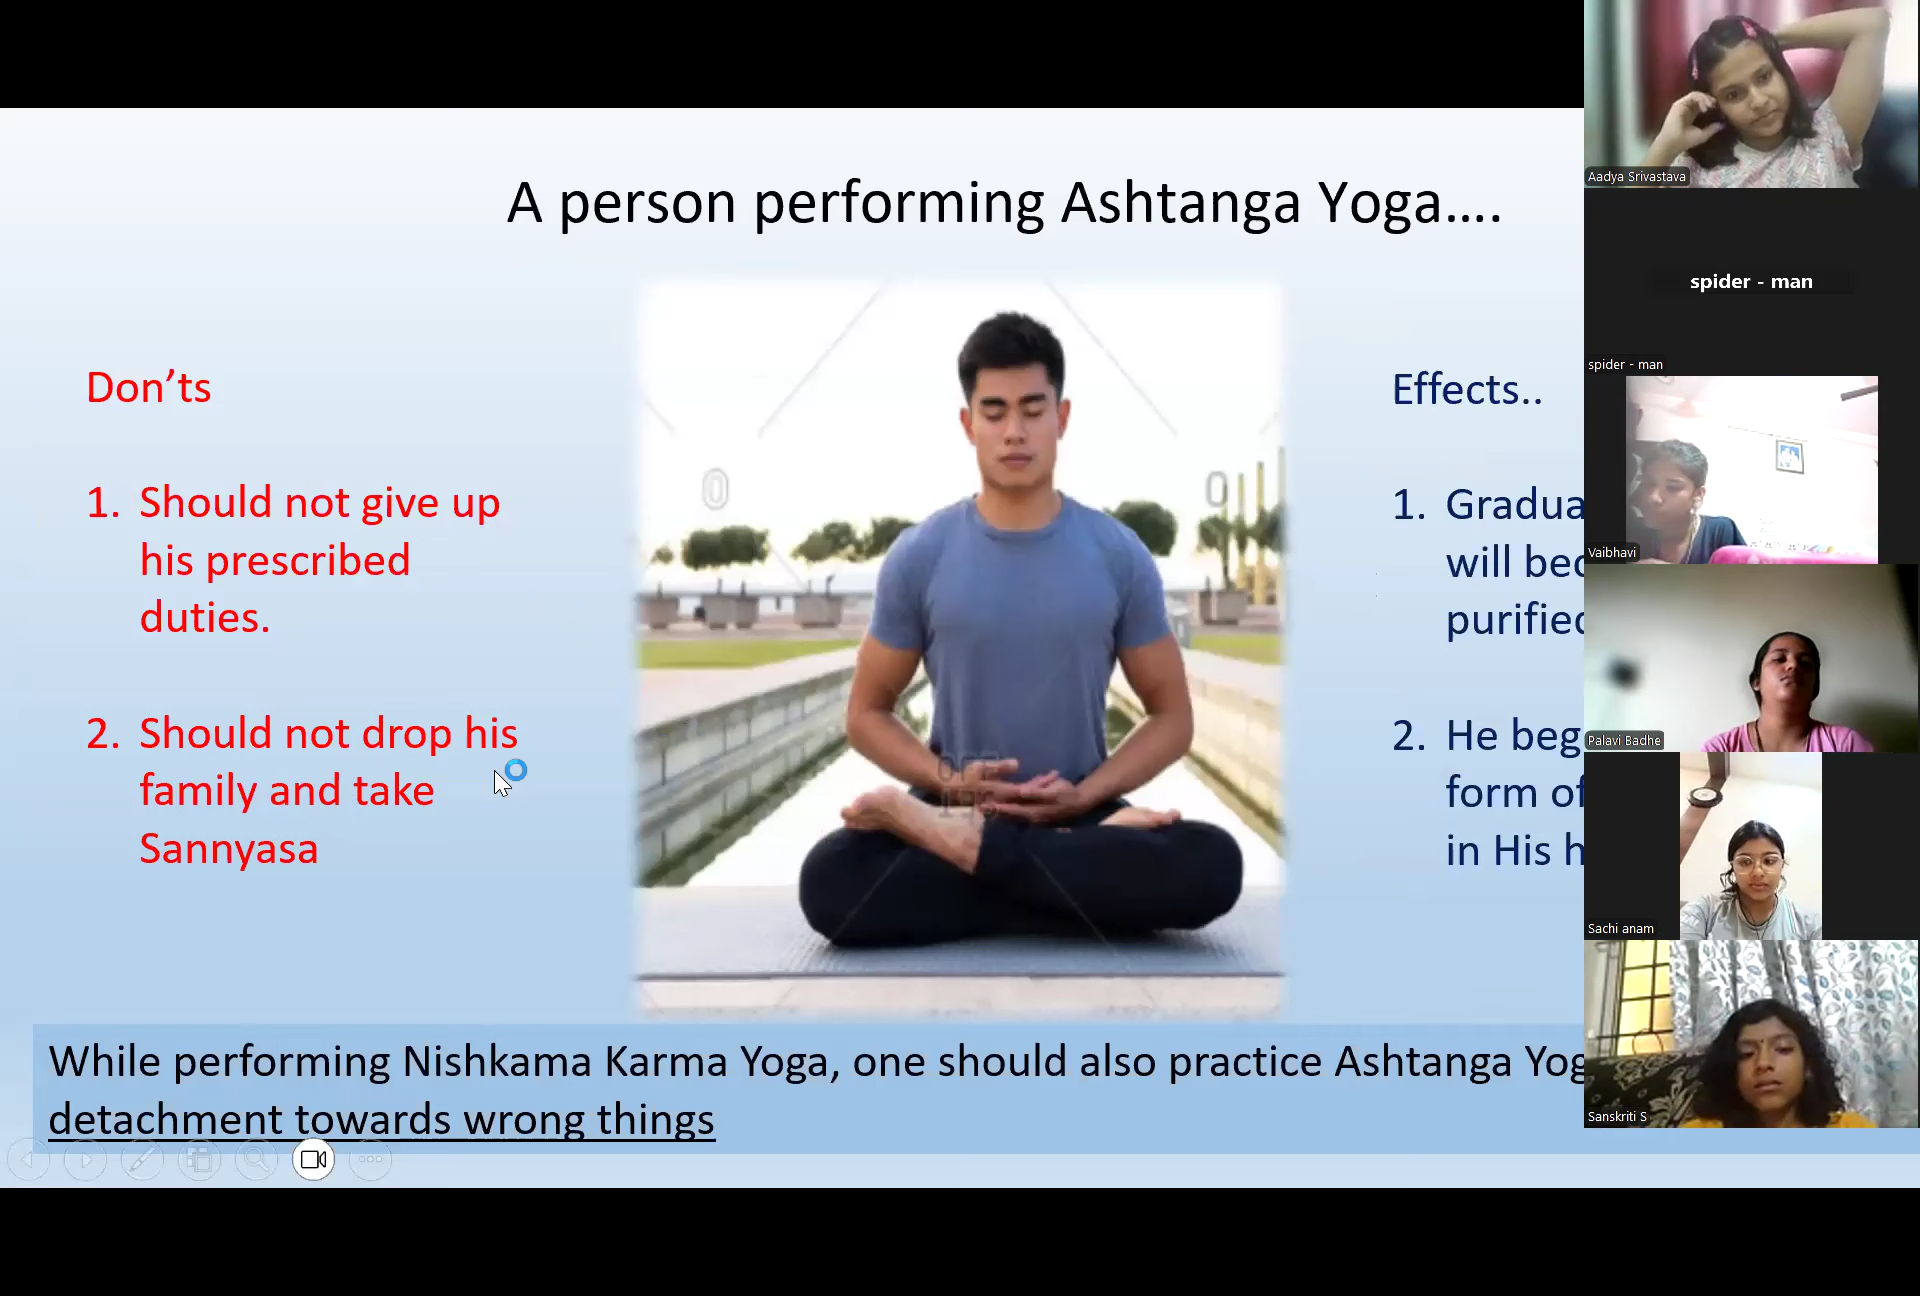 A person performing Ashtanga Yoga….
Don’ts
1. Should not give up
his prescribed
duties.
2. Should not drop his
family and take
Sannyasa
Effects..
1. Gradua
will bec
purified
2. He beg
form of
in His h
While performing Nishkama Karma Yoga, one should also practice Ashtanga Yog
detachment towards wrong things
Aadya Srivastava
spider - man
spider - man
Vaibhavi
Palavi Badhe
Sachi anam
Sanskriti S